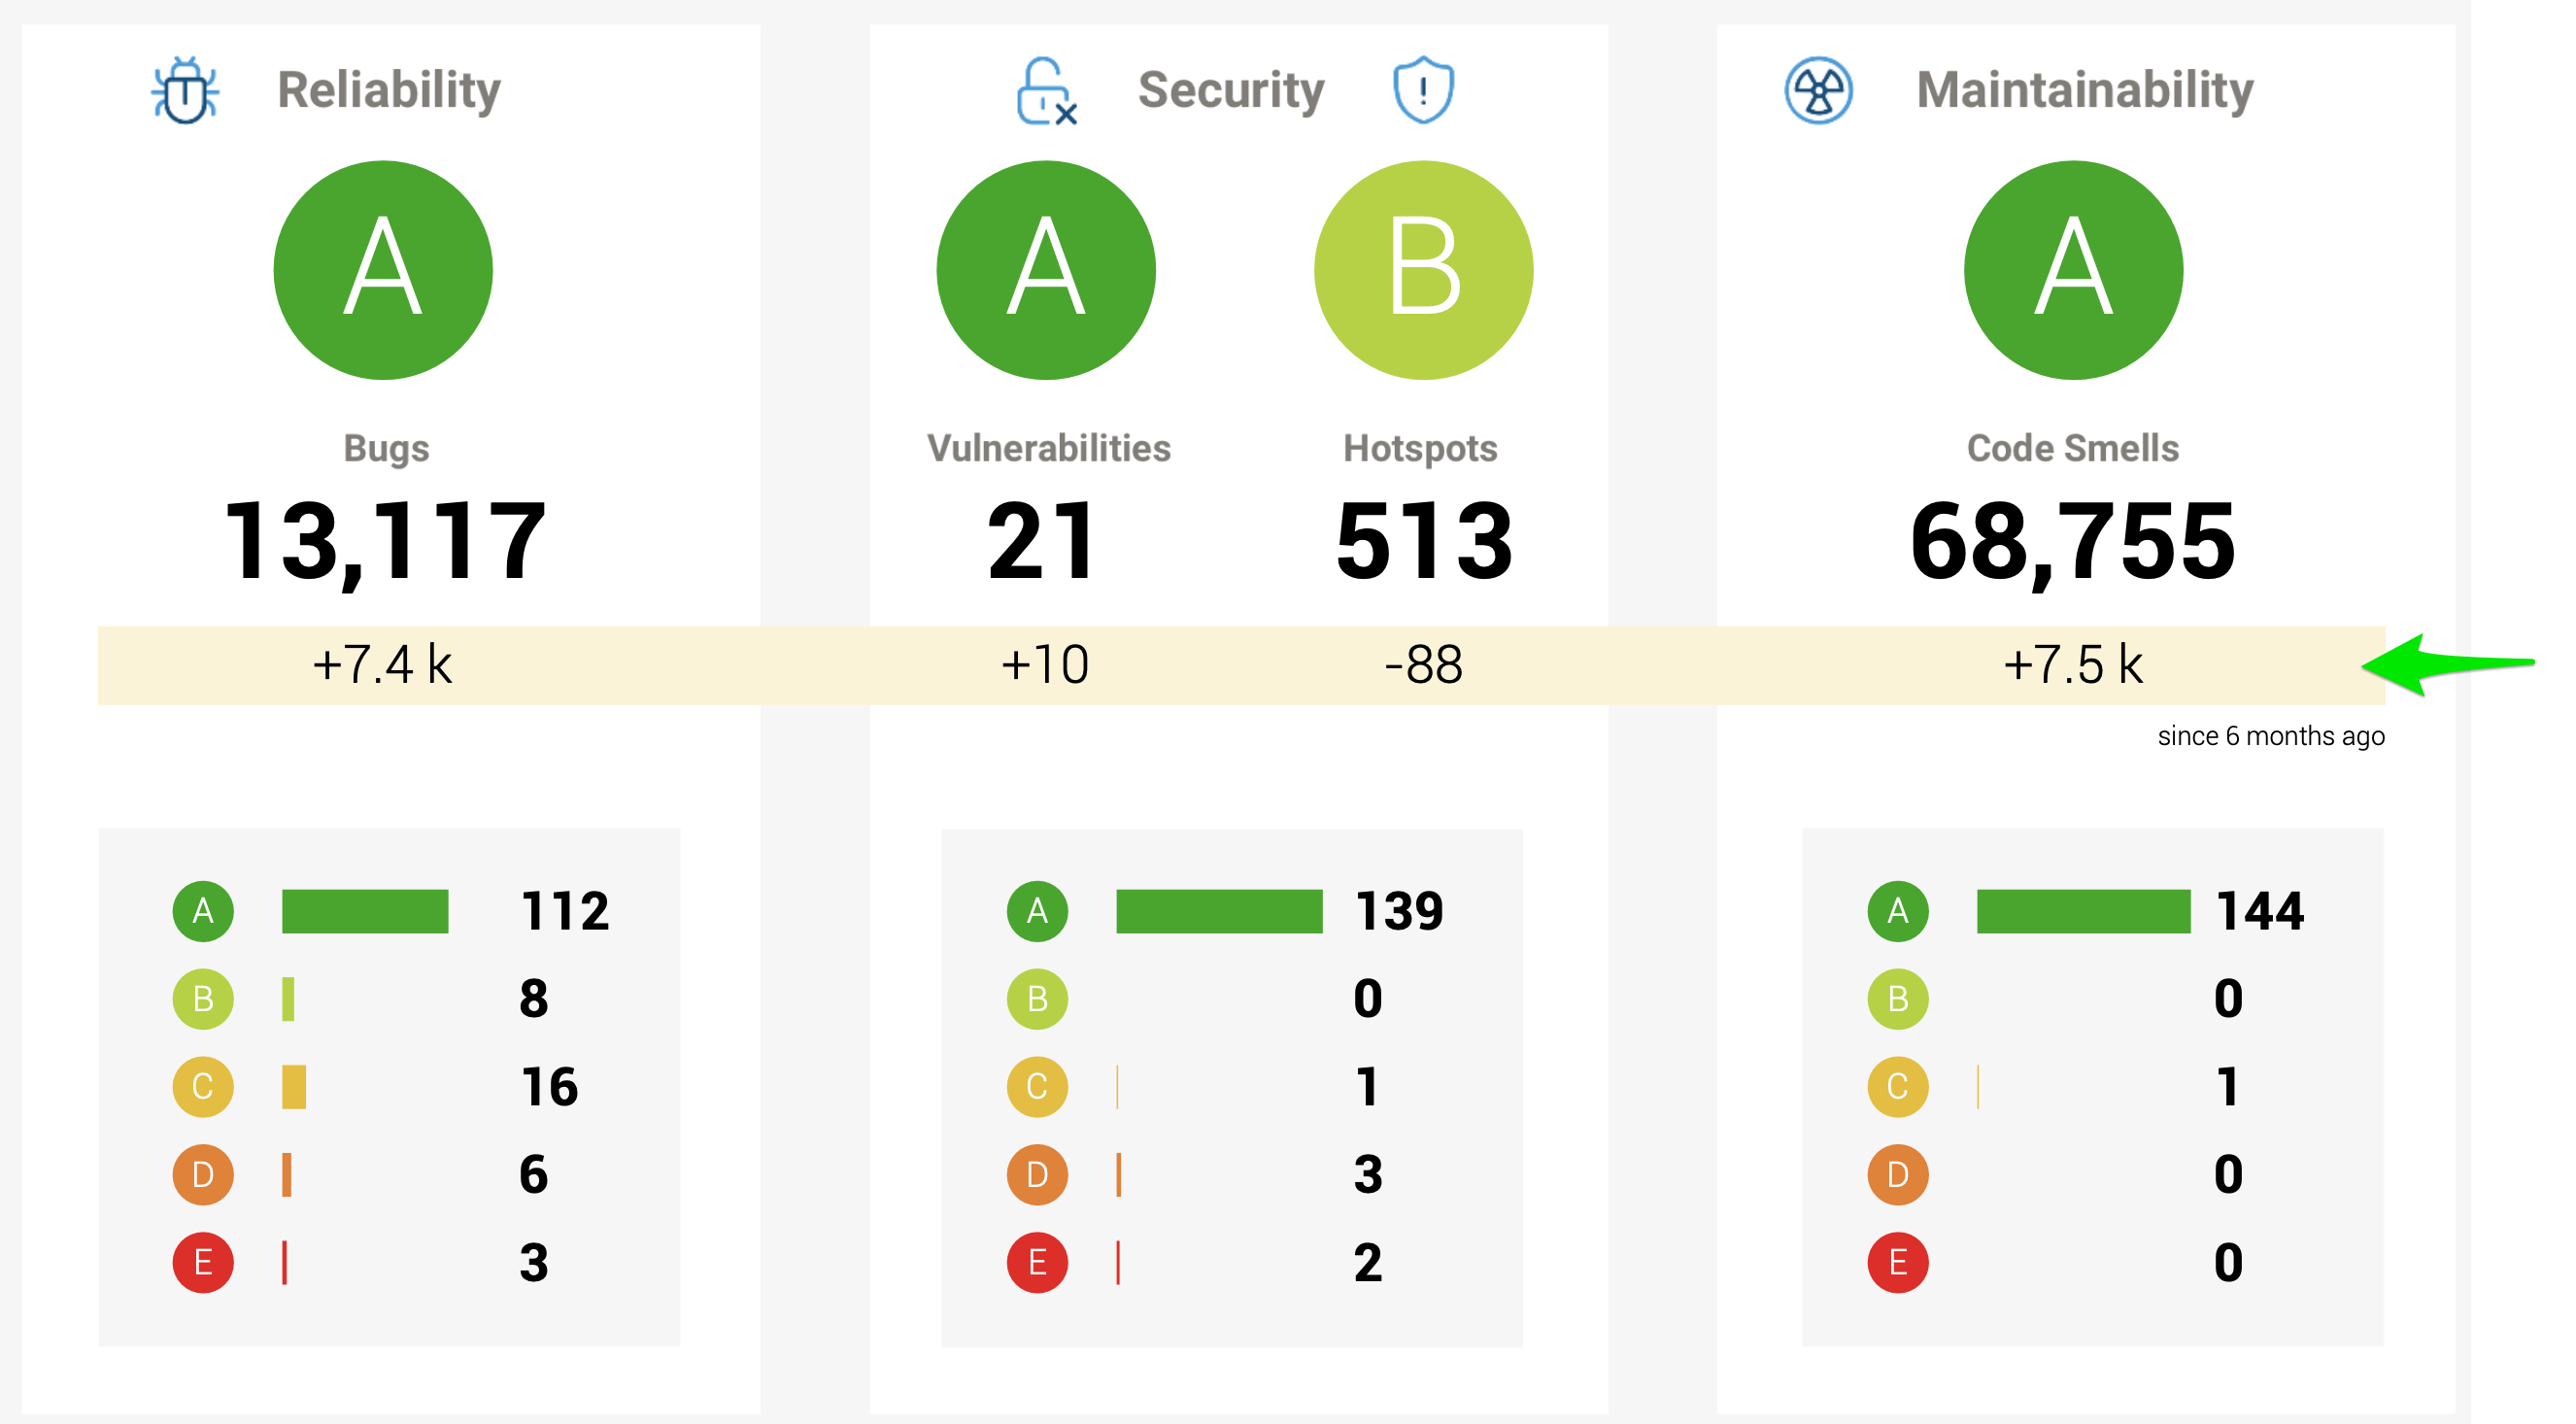 Reliability
A
Bugs
13,117
+7.4 k
A 112
B 8
C 16
D 6
E 3
Security
A B
Vulnerabilities Hotspots
21 513
+10 -88
A 139
B 0
C 1
D 3
E 2
Maintainability
A
Code Smells
68,755
+7.5 k
since 6 months ago
A 144
B 0
C 1
D 0
E 0